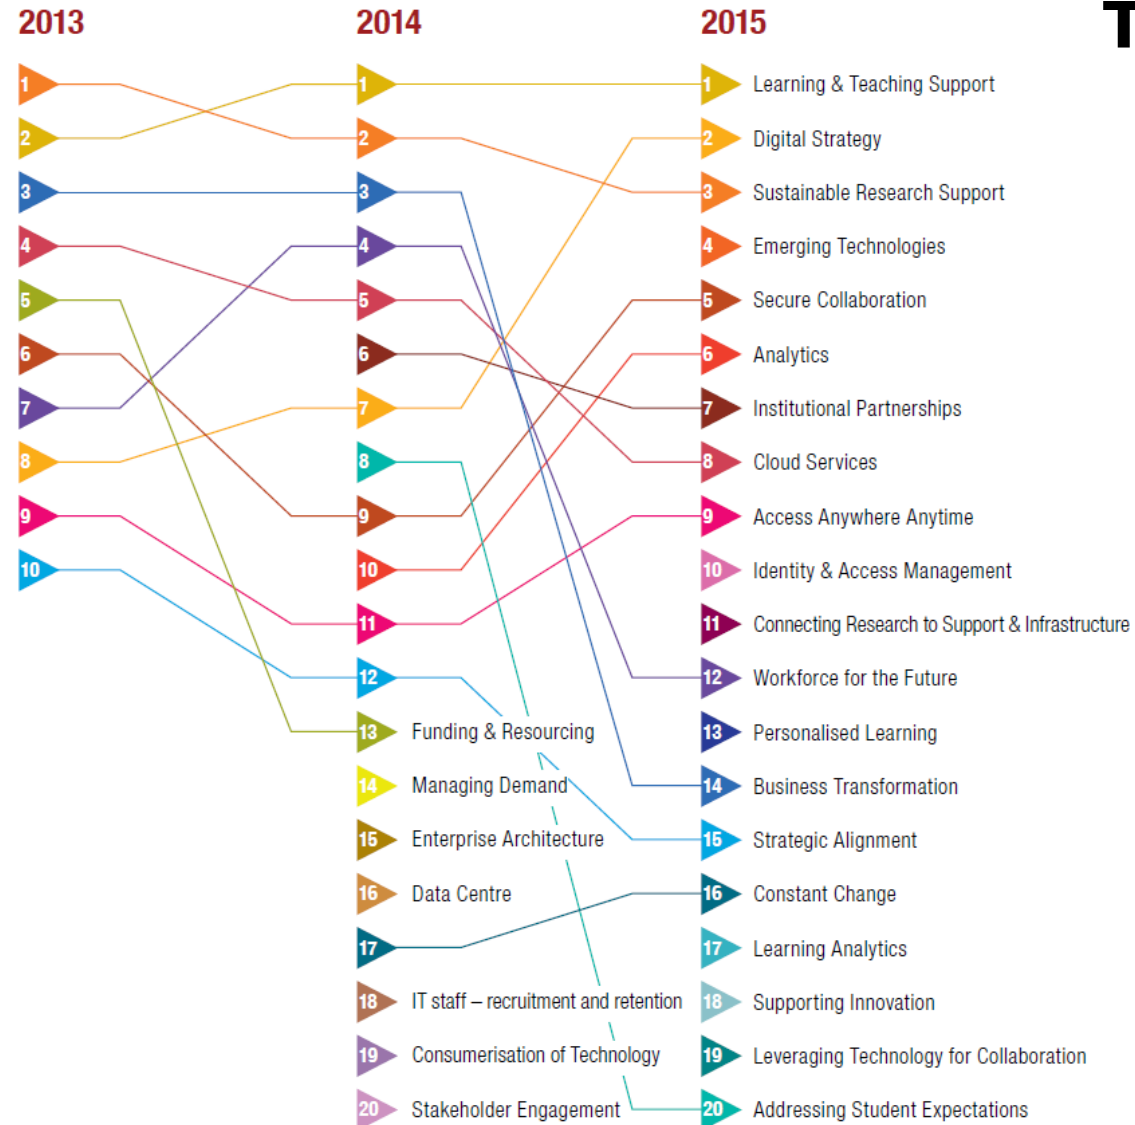 2013 2014 2015 T
1 1 1 Learning & Teaching Support
2 2 2 Digital Strategy
3 3 3 Sustainable Research Support
4 4 4 Emerging Technologies
5 5 5 Secure Collaboration
6 6 6 Analytics
7 7 7 Institutional Partnerships
8 8 8 Cloud Services
9 9 9 Access Anywhere Anytime
10 10 10 Identity & Access Management
11 11 Connecting Research to Support & Infrastructure
12 12 Workforce for the Future
13 Funding & Resourcing 13 Personalised Learning
14 Managing Demand 14 Business Transformation
15 Enterprise Architecture 15 Strategic Alignment
16 Data Centre 16 Constant Change
17 17 Learning Analytics
18 IT staff – recruitment and retention 18 Supporting Innovation
19 Consumerisation of Technology 19 Leveraging Technology for Collaboration
20 Stakeholder Engagement 20 Addressing Student Expectations